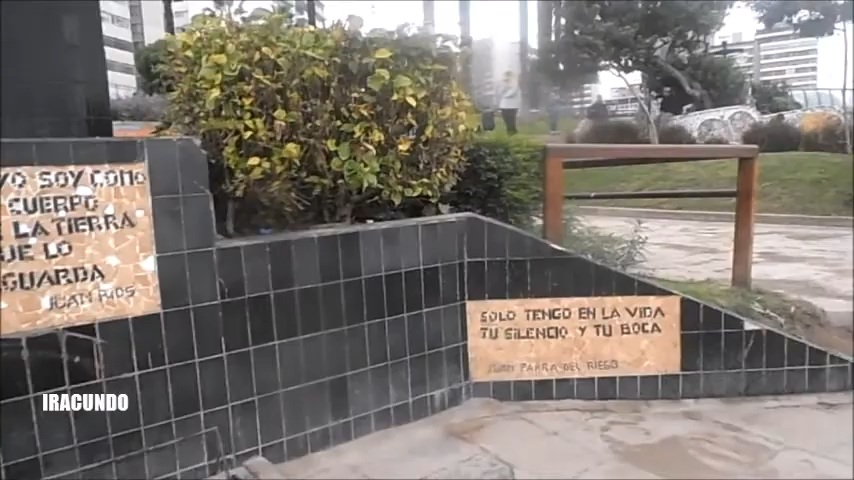 YO SOY COMO
CUERPO
LA TIERRA
QUE LO
GUARDA
JUAN RIOS
SOLO TENGO EN LA VIDA
TU SILENCIO Y TU BOCA
JUAN PARRA DEL RIEGO
IRACUNDO